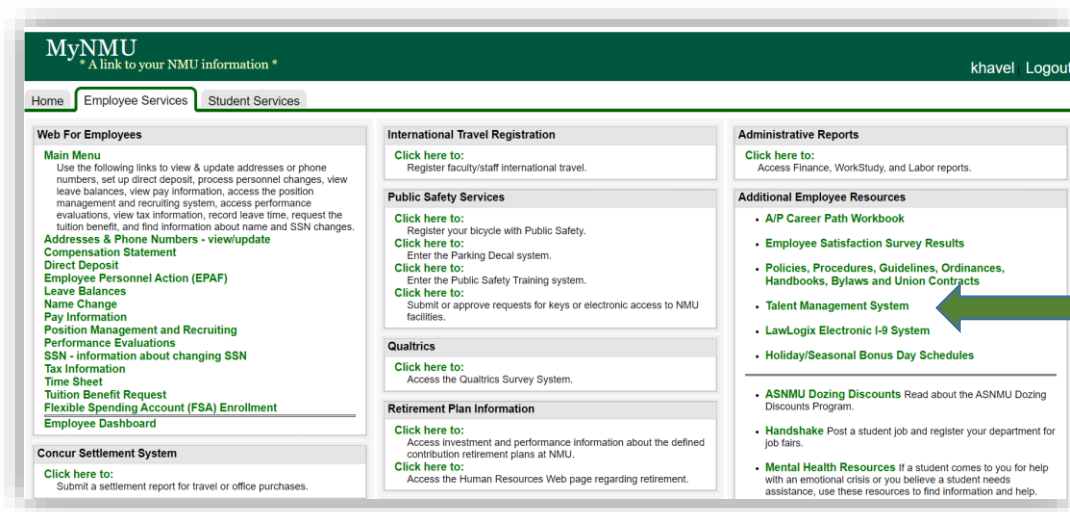 MyNMU
* A link to your NMU information *
khavel Logout
Home Employee Services Student Services
Web For Employees
Main Menu
Use the following links to view & update addresses or phone
numbers, set up direct deposit, process personnel changes, view
leave balances, view pay information, access the position
management and recruiting system, access performance
evaluations, view tax information, record leave time, request the
tuition benefit, and find information about name and SSN changes.
Addresses & Phone Numbers - view/update
Compensation Statement
Direct Deposit
Employee Personnel Action (EPAF)
Leave Balances
Name Change
Pay Information
Position Management and Recruiting
Performance Evaluations
SSN - information about changing SSN
Tax Information
Time Sheet
Tuition Benefit Request
Flexible Spending Account (FSA) Enrollment
Employee Dashboard
Concur Settlement System
Click here to:
Submit a settlement report for travel or office purchases.
International Travel Registration
Click here to:
Register faculty/staff international travel.
Public Safety Services
Click here to:
Register your bicycle with Public Safety.
Click here to:
Enter the Parking Decal system.
Click here to:
Enter the Public Safety Training system.
Click here to:
Submit or approve requests for keys or electronic access to NMU
facilities.
Qualtrics
Click here to:
Access the Qualtrics Survey System.
Retirement Plan Information
Click here to:
Access investment and performance information about the defined
contribution retirement plans at NMU.
Click here to:
Access the Human Resources Web page regarding retirement.
Administrative Reports
Click here to:
Access Finance, WorkStudy, and Labor reports.
Additional Employee Resources
• A/P Career Path Workbook
• Employee Satisfaction Survey Results
• Policies, Procedures, Guidelines, Ordinances,
Handbooks, Bylaws and Union Contracts
• Talent Management System
• LawLogix Electronic I-9 System
• Holiday/Seasonal Bonus Day Schedules
• ASNMU Dozing Discounts Read about the ASNMU Dozing
Discounts Program.
• Handshake Post a student job and register your department for
job fairs.
• Mental Health Resources If a student comes to you for help
with an emotional crisis or you believe a student needs
assistance, use these resources to find information and help.